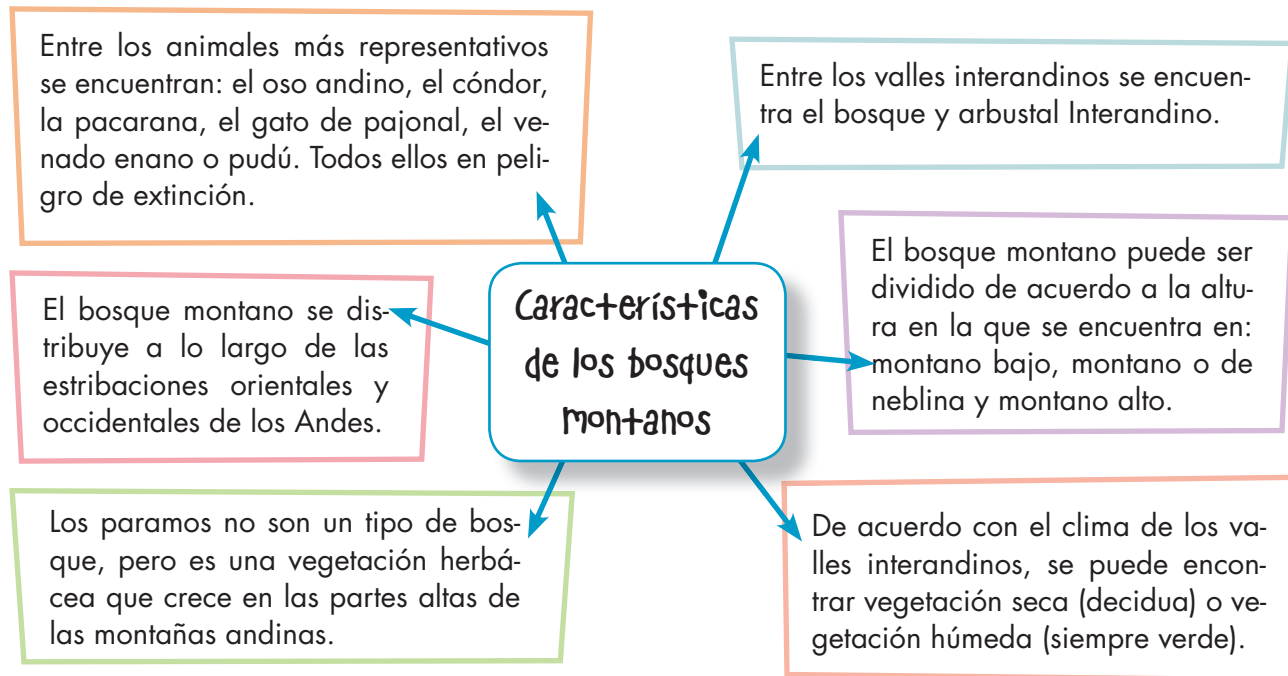 Entre los animales más representativos
se encuentran: el oso andino, el cóndor,
la pacarana, el gato de pajonal, el ve-
nado enano o pudú. Todos ellos en peli-
gro de extinción.
Entre los valles interandinos se encuen-
tra el bosque y arbustal Interandino.
El bosque montano se dis-
tribuye a lo largo de las
estribaciones orientales y
occidentales de los Andes.
Características
de los bosques
montanos
El bosque montano puede ser
dividido de acuerdo a la altu-
ra en la que se encuentra en:
montano bajo, montano o de
neblina y montano alto.
Los paramos no son un tipo de bos-
que, pero es una vegetación herbá-
cea que crece en las partes altas de
las montañas andinas.
De acuerdo con el clima de los va-
lles interandinos, se puede encon-
trar vegetación seca (decidua) o ve-
getación húmeda (siempre verde).